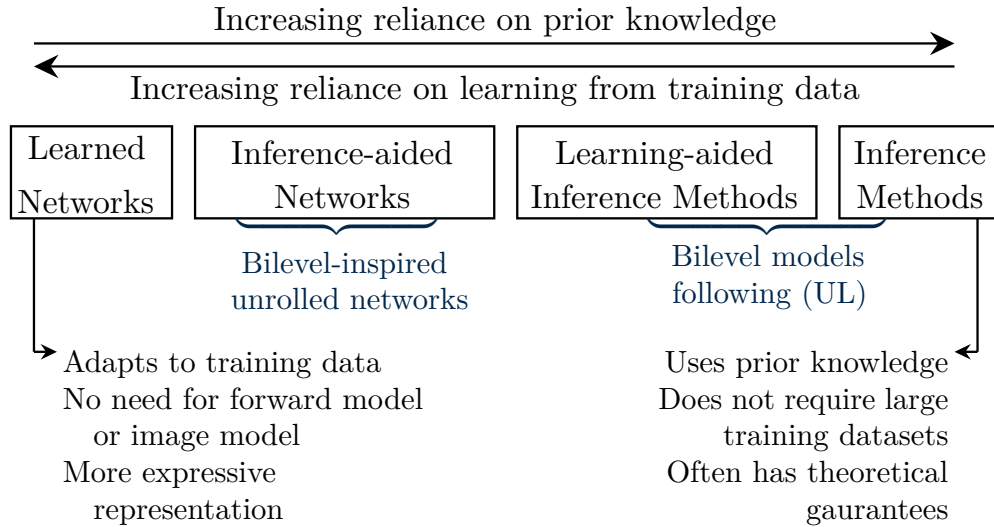 Increasing reliance on prior knowledge
Increasing reliance on learning from training data
Learned
Networks
Inference-aided
Networks
Learning-aided
Inference Methods
Inference
Methods
Bilevel-inspired
unrolled networks
Bilevel models
following (UL)
Adapts to training data
No need for forward model
or image model
More expressive
representation
Uses prior knowledge
Does not require large
training datasets
Often has theoretical
gaurantees